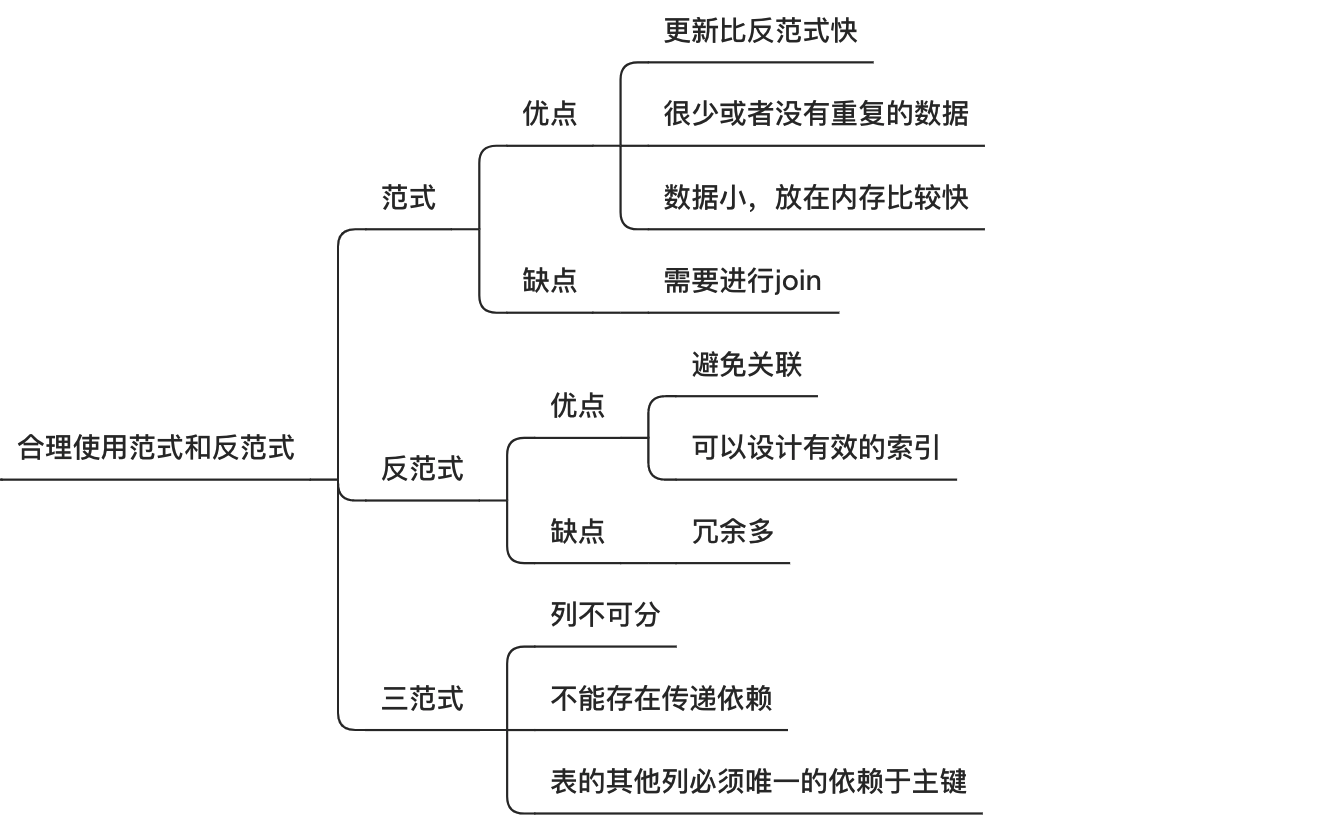 合理使用范式和反范式
范式
优点
更新比反范式快
很少或者没有重复的数据
数据小，放在内存比较快
缺点
需要进行join
反范式
优点
避免关联
可以设计有效的索引
缺点
冗余多
三范式
列不可分
不能存在传递依赖
表的其他列必须唯一的依赖于主键